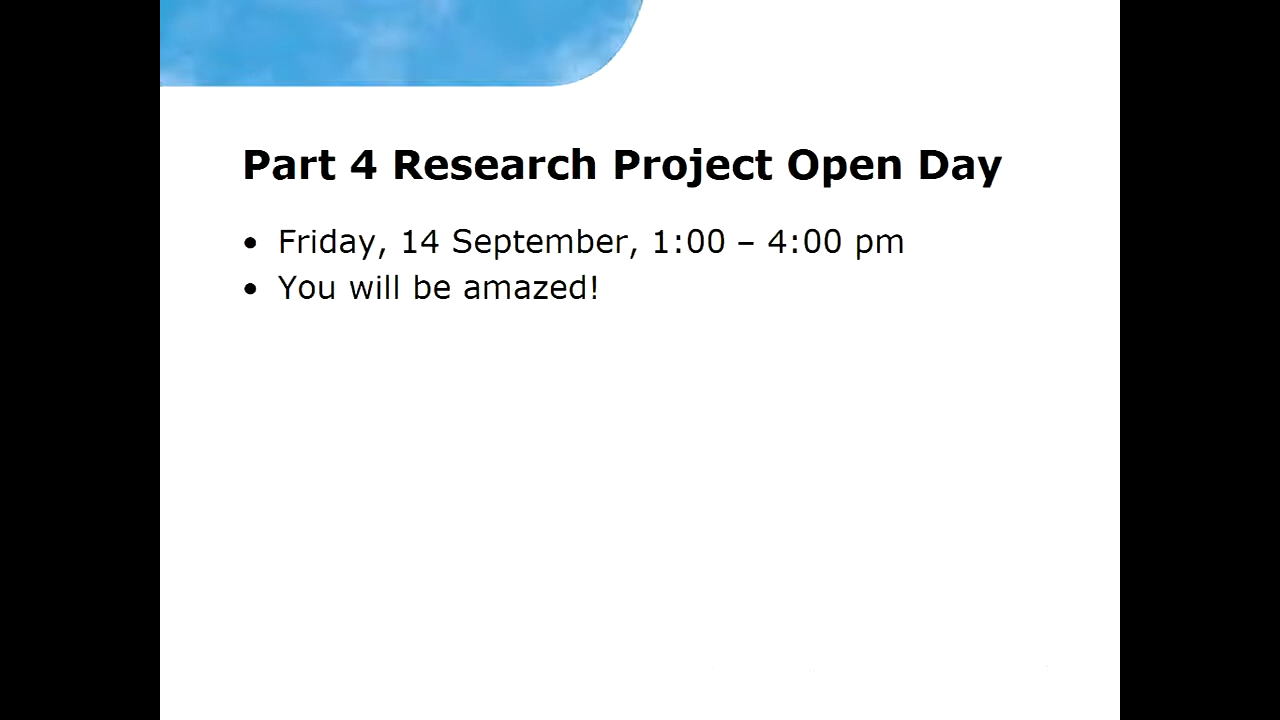 Part 4 Research Project Open Day
• Friday, 14 September, 1:00 – 4:00 pm
• You will be amazed!